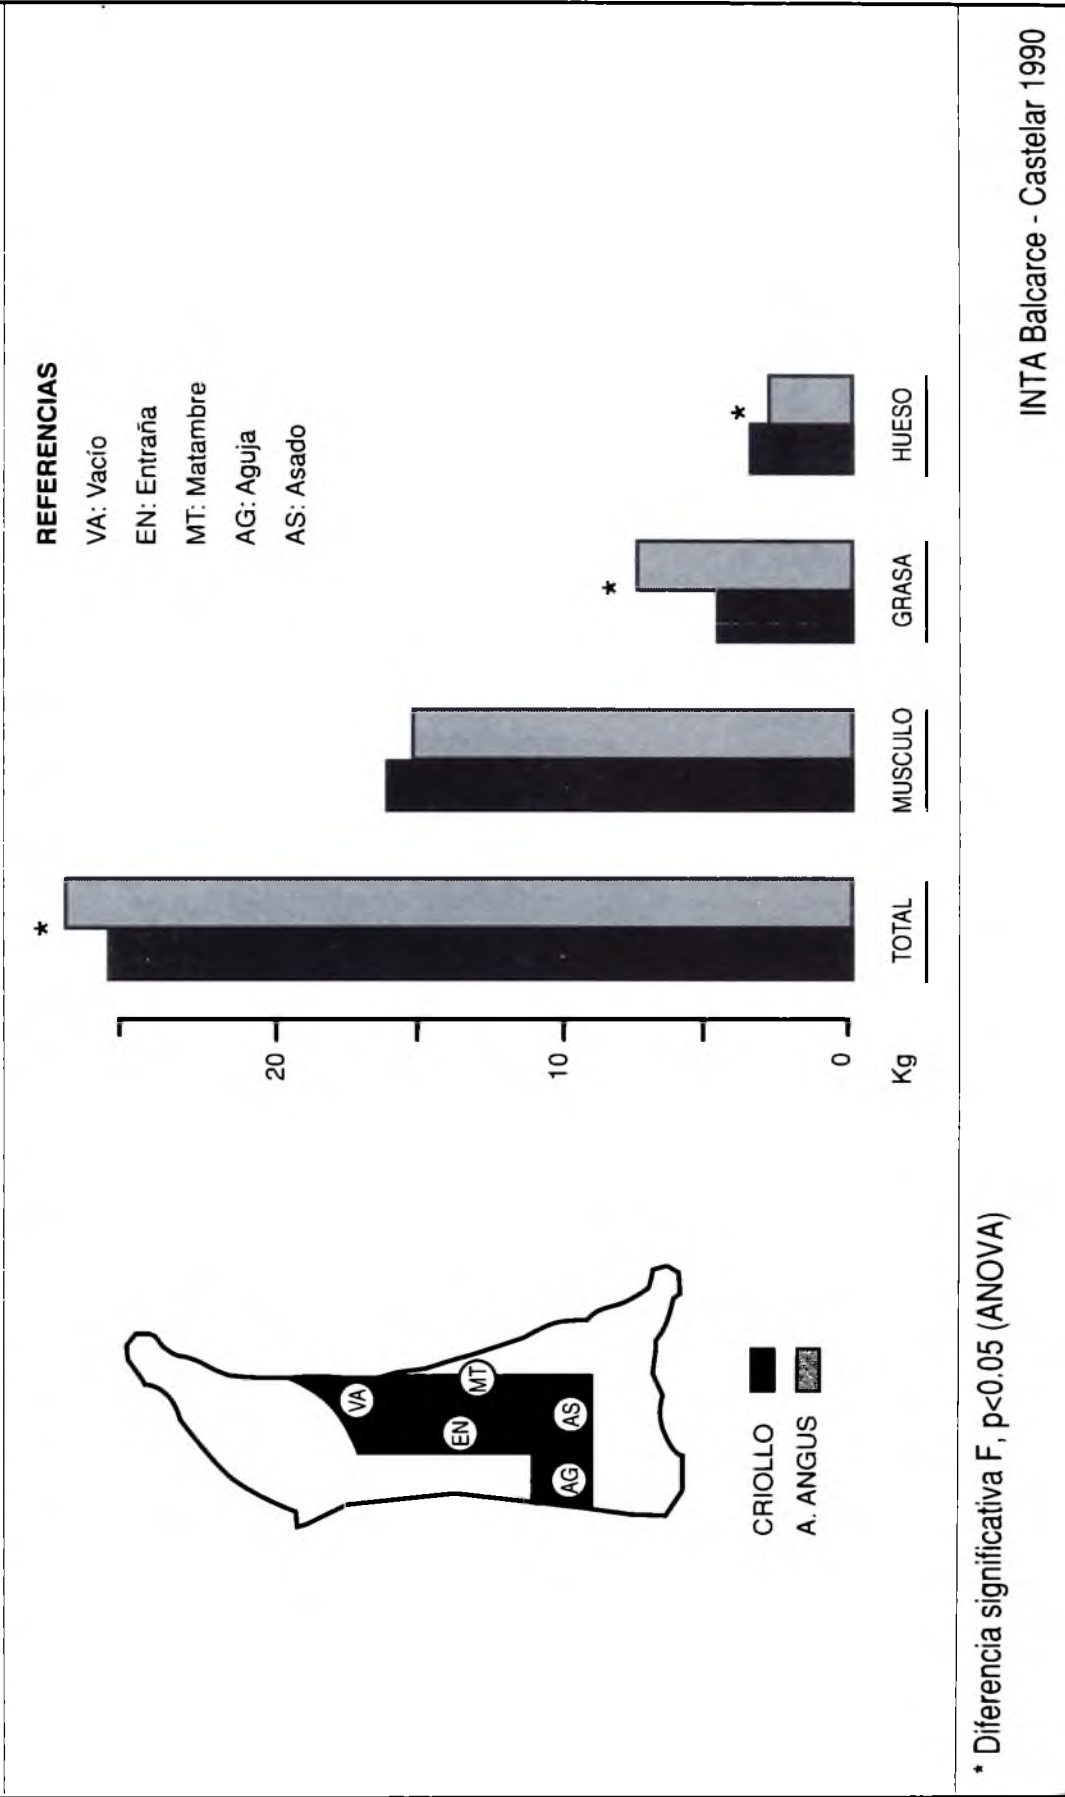 REFERENCIAS
VA: Vacío
EN: Entraña
MT: Matambre
AG: Aguja
AS: Asado
VA
EN
MT
AG
AS
CRIOLLO
A. ANGUS
20
10
0
Kg
*
TOTAL
MUSCULO
*
GRASA
*
HUESO
* Diferencia significativa F, p<0.05 (ANOVA)
INTA Balcarce - Castelar 1990